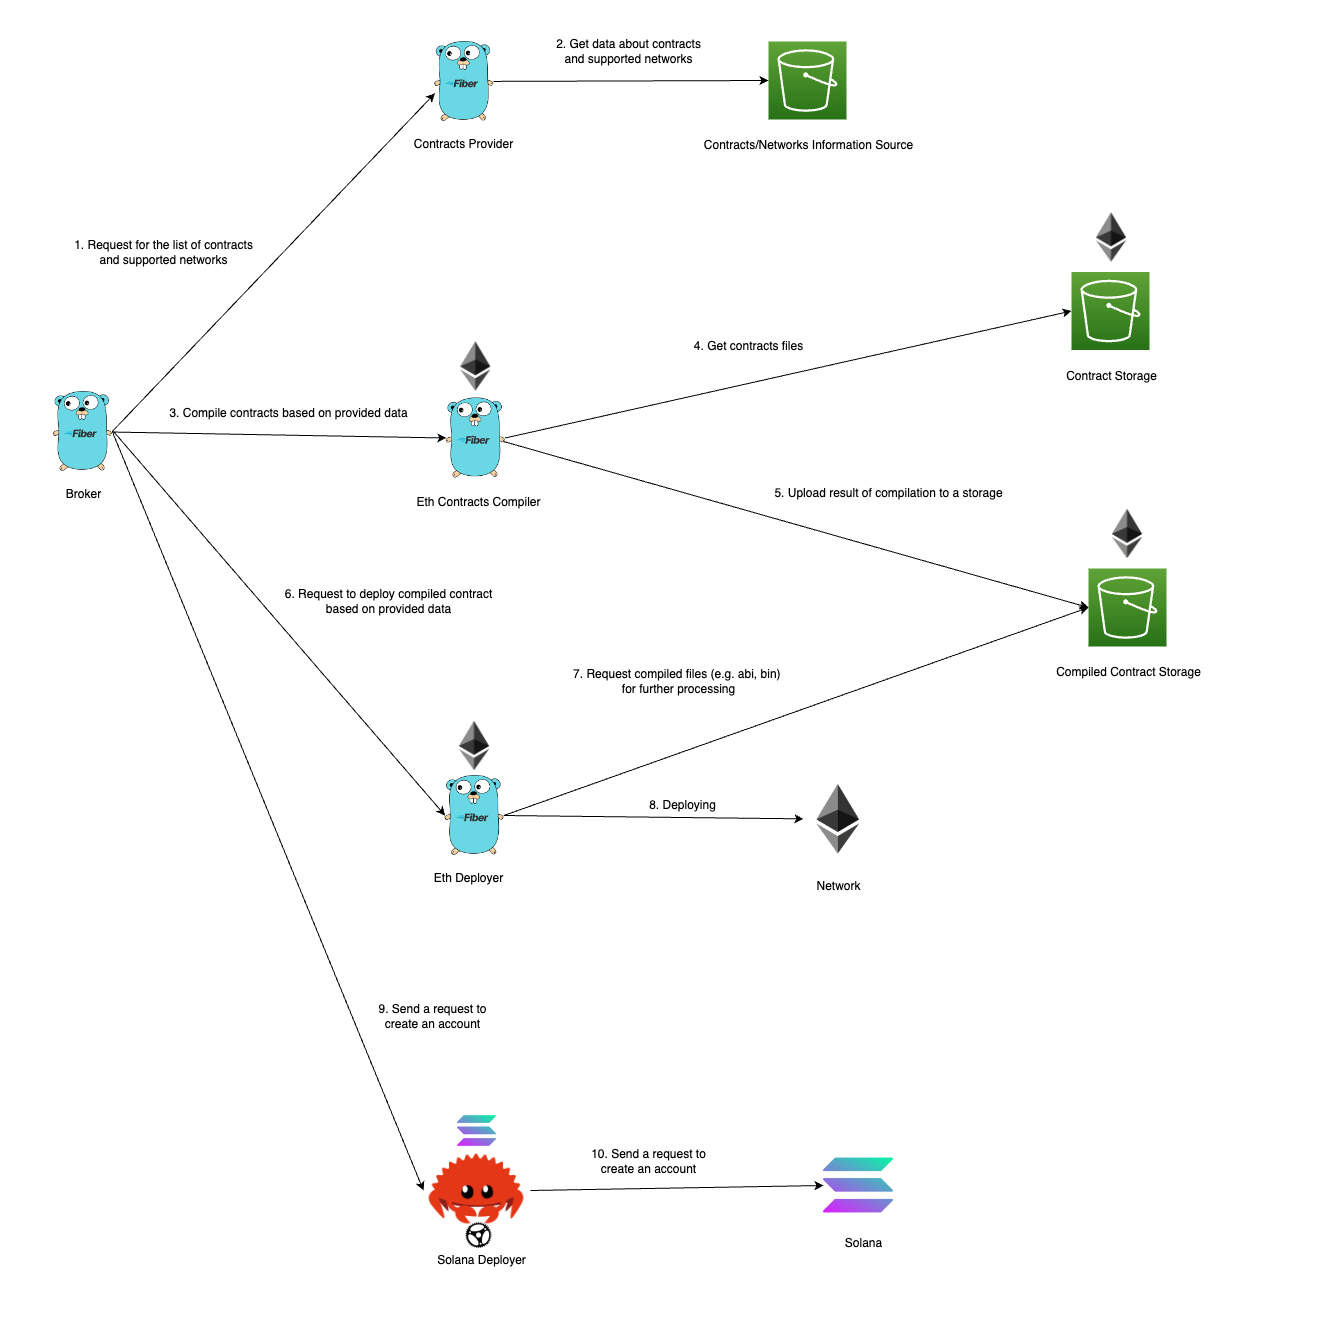 2. Get data about contracts
and supported networks
Fiber
Contracts Provider
Contracts/Networks Information Source
1. Request for the list of contracts
and supported networks
4. Get contracts files
Contract Storage
3. Compile contracts based on provided data
Fiber
Fiber
Broker
Eth Contracts Compiler
5. Upload result of compilation to a storage
6. Request to deploy compiled contract
based on provided data
7. Request compiled files (e.g. abi, bin)
for further processing
Compiled Contract Storage
8. Deploying
Fiber
Eth Deployer
Network
9. Send a request to
create an account
10. Send a request to
create an account
Solana Deployer
Solana